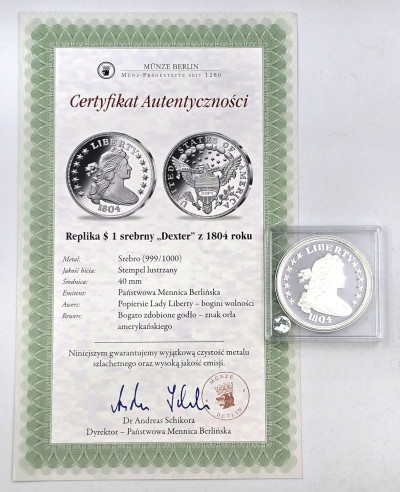 MÜNZE BERLIN
MÜNZ-PRÄGESTÄTTE SEIT 1280
Certyfikat Autentyczności
LIBERTY
1804
UNITED STATES OF AMERICA
COPY
Replika $ 1 srebrny „Dexter” z 1804 roku
Metal: Srebro (999/1000)
Jakość bicia: Stempel lustrzany
Średnica: 40 mm
Emitent: Państwowa Mennica Berlińska
Awers: Popiersie Lady Liberty – bogini wolności
Rewers: Bogato zdobione godło – znak orła
amerykańskiego
Niniejszym gwarantujemy wyjątkową czystość metalu
szlachetnego oraz wysoką jakość emisji.
MÜNZE
BERLIN
Dr Andreas Schikora
Dyrektor – Państwowa Mennica Berlińska
LIBERTY
1804